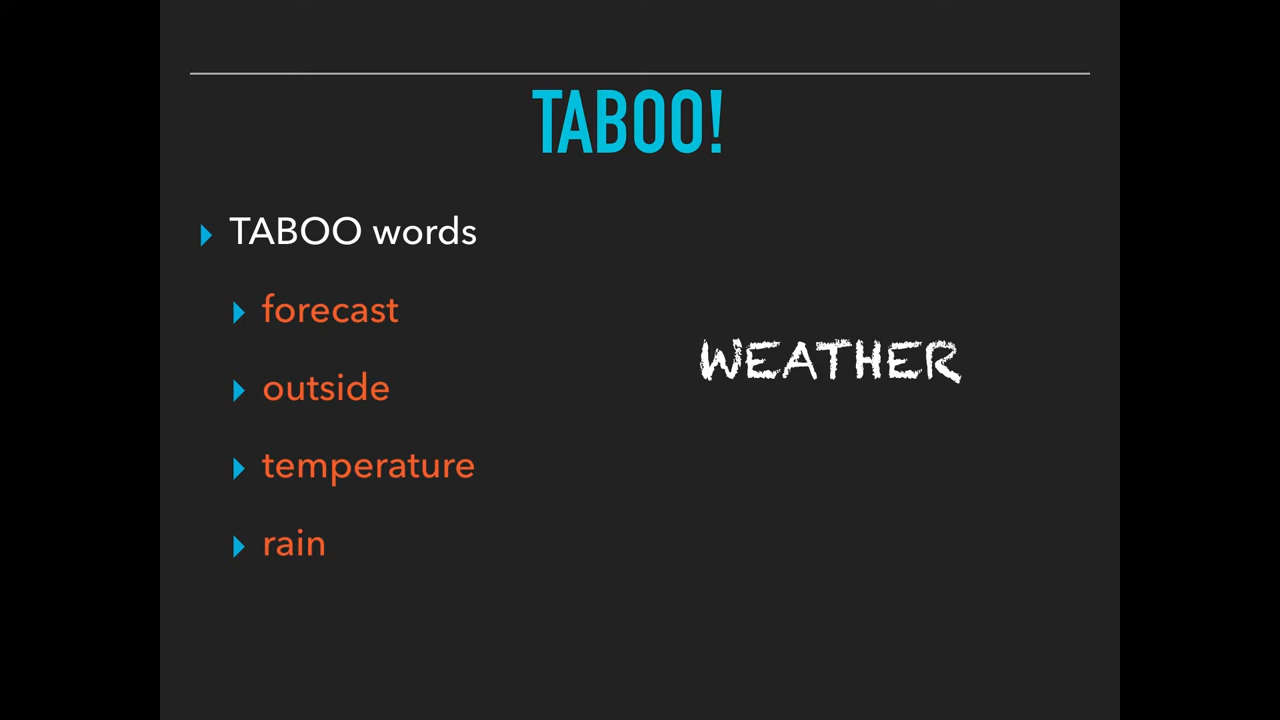 TABOO!
TABOO words
forecast
outside
temperature
rain
WEATHER